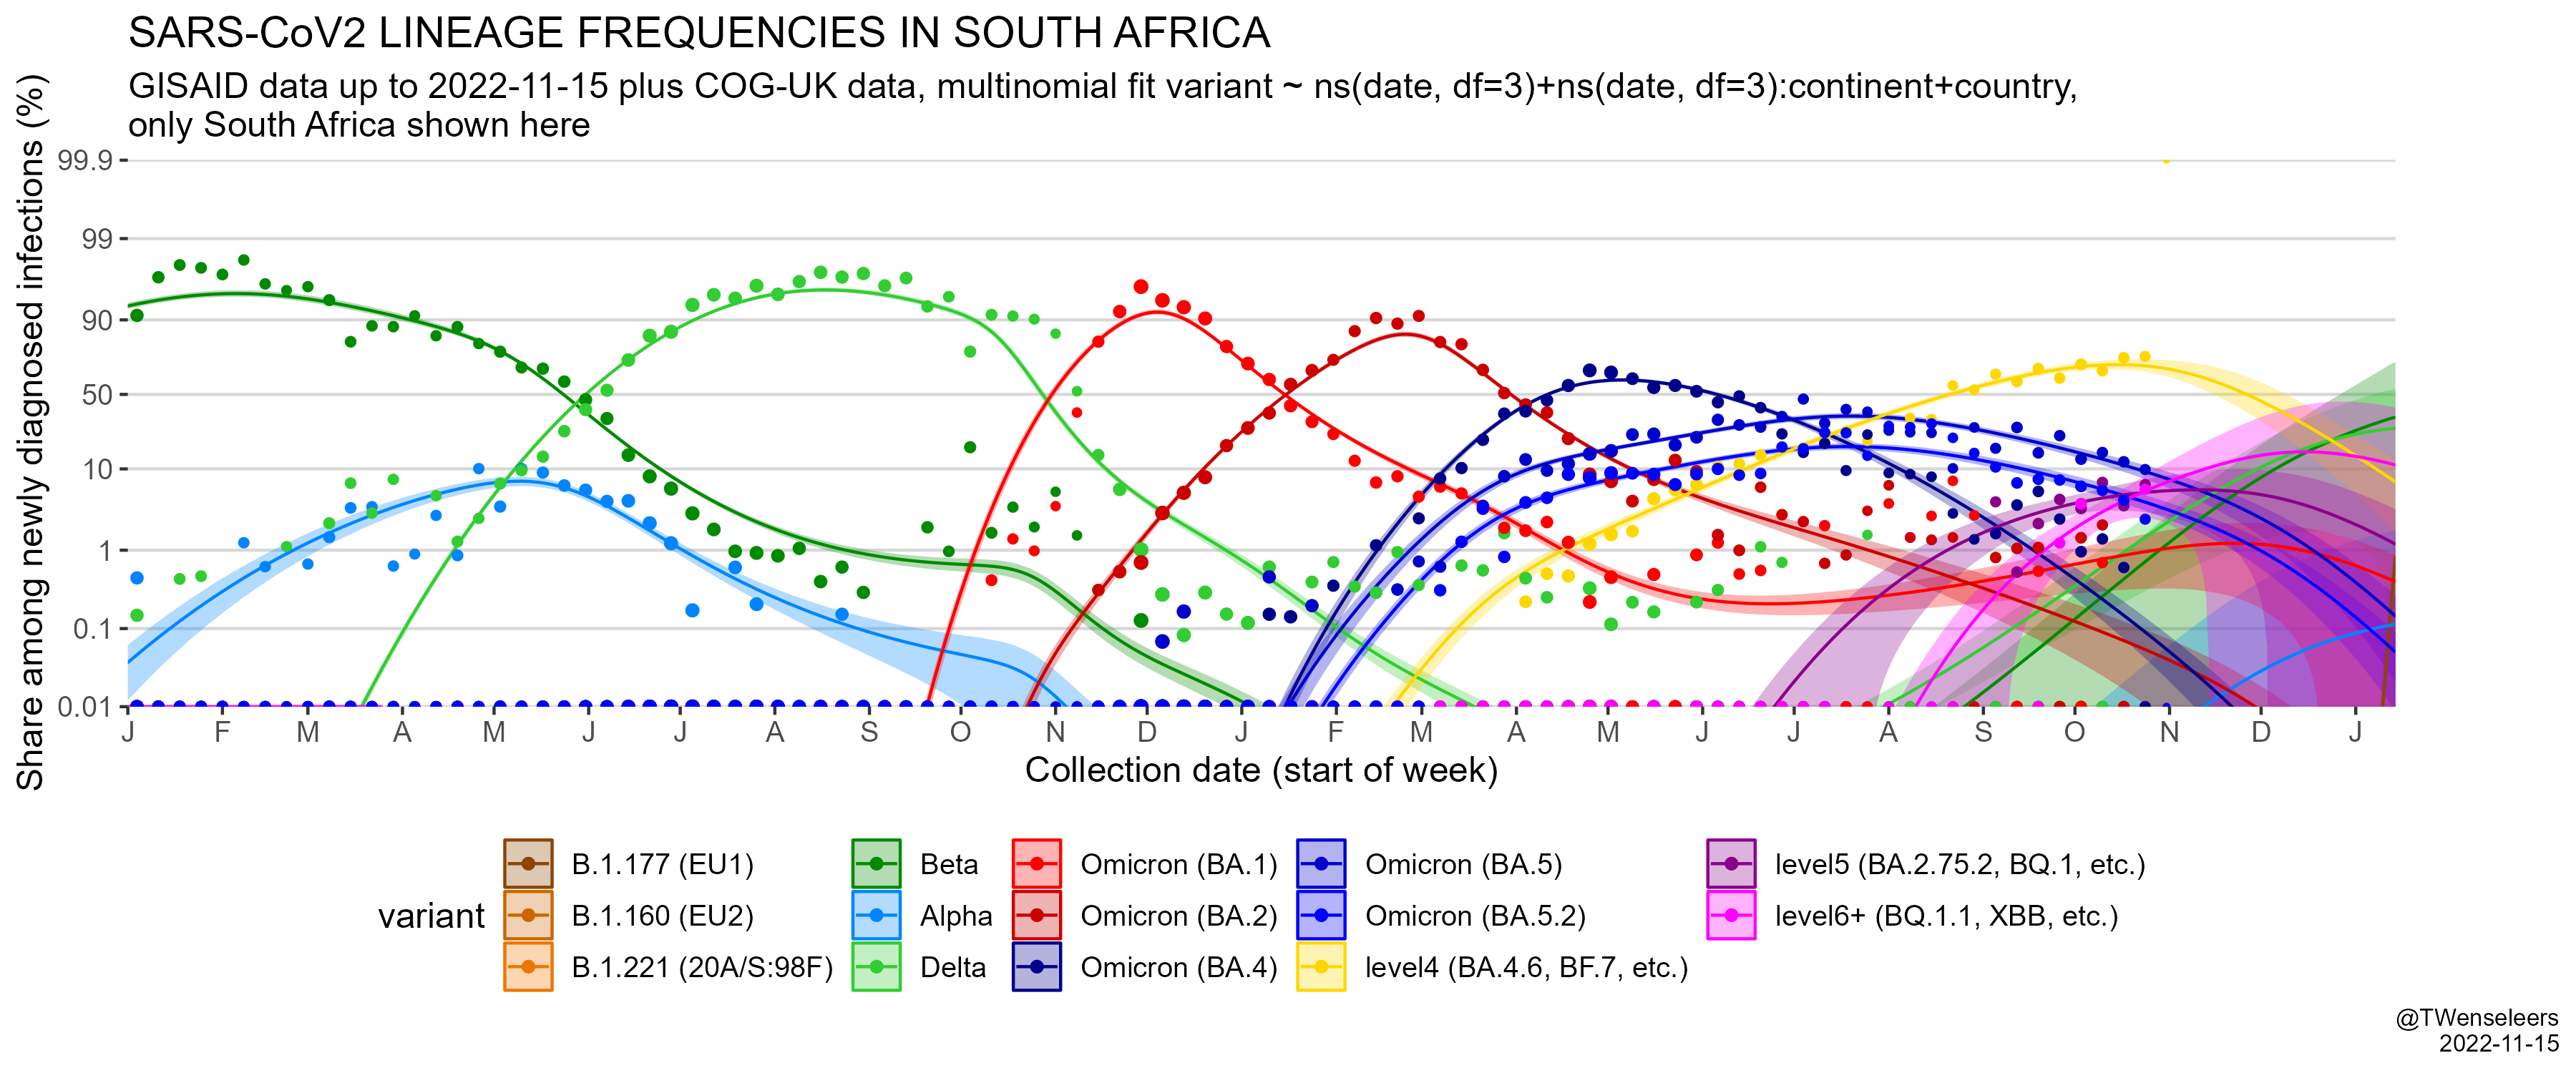 SARS-CoV2 LINEAGE FREQUENCIES IN SOUTH AFRICA
GISAID data up to 2022-11-15 plus COG-UK data, multinomial fit variant ~ ns(date, df=3)+ns(date, df=3):continent+country,
only South Africa shown here
Share among newly diagnosed infections (%)
99.9
99
90
50
10
1
0.1
0.01
J F M A M J J A S O N D J F M A M J J A S O N D J
Collection date (start of week)
variant
B.1.177 (EU1)
B.1.160 (EU2)
B.1.221 (20A/S:98F)
Beta
Alpha
Delta
Omicron (BA.1)
Omicron (BA.2)
Omicron (BA.4)
Omicron (BA.5)
Omicron (BA.5.2)
level4 (BA.4.6, BF.7, etc.)
level5 (BA.2.75.2, BQ.1, etc.)
level6+ (BQ.1.1, XBB, etc.)
@TWenseleers
2022-11-15